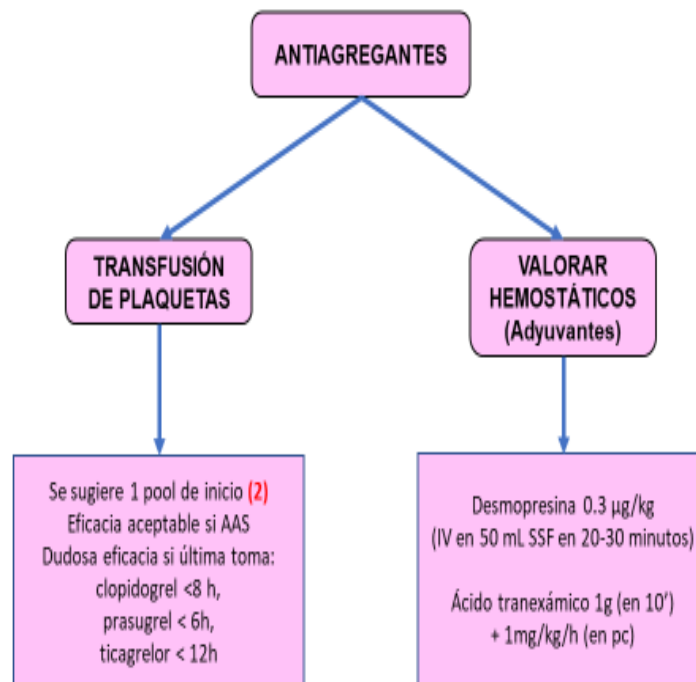 ANTIAGREGANTES
TRANSFUSIÓN
DE PLAQUETAS
VALORAR
HEMOSTÁTICOS
(Adyuvantes)
Se sugiere 1 pool de inicio (2)
Eficacia aceptable si AAS
Dudosa eficacia si última toma:
clopidogrel <8 h,
prasugrel < 6h,
ticagrelor < 12h
Desmopresina 0.3 µg/kg
(IV en 50 mL SSF en 20-30 minutos)
Ácido tranexámico 1g (en 10’)
+ 1mg/kg/h (en pc)